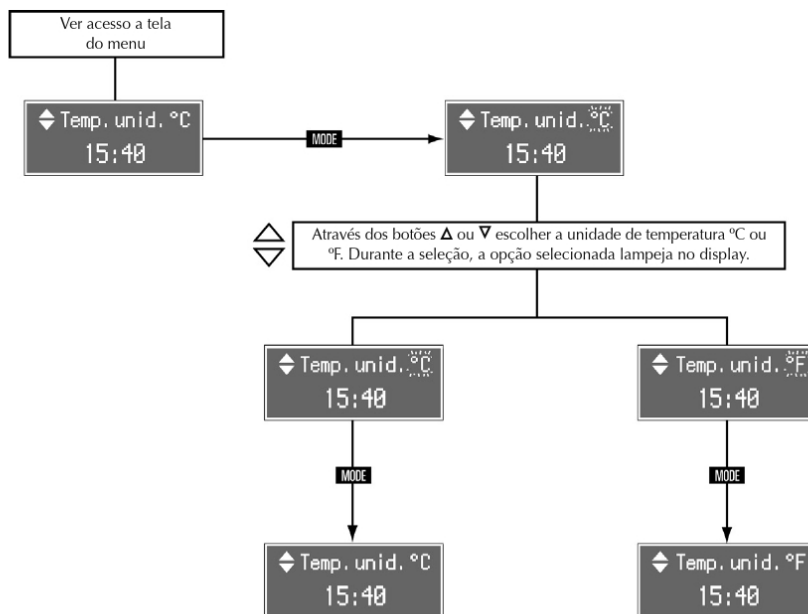 Ver acesso a tela
do menu
Temp. unid. °C
15:40
MODE
Temp. unid. °C
15:40
Através dos botões Δ ou ∇ escolher a unidade de temperatura ºC ou
ºF. Durante a seleção, a opção selecionada lampeja no display.
Temp. unid. °C
15:40
Temp. unid. °F
15:40
MODE
MODE
Temp. unid. °C
15:40
Temp. unid. °F
15:40